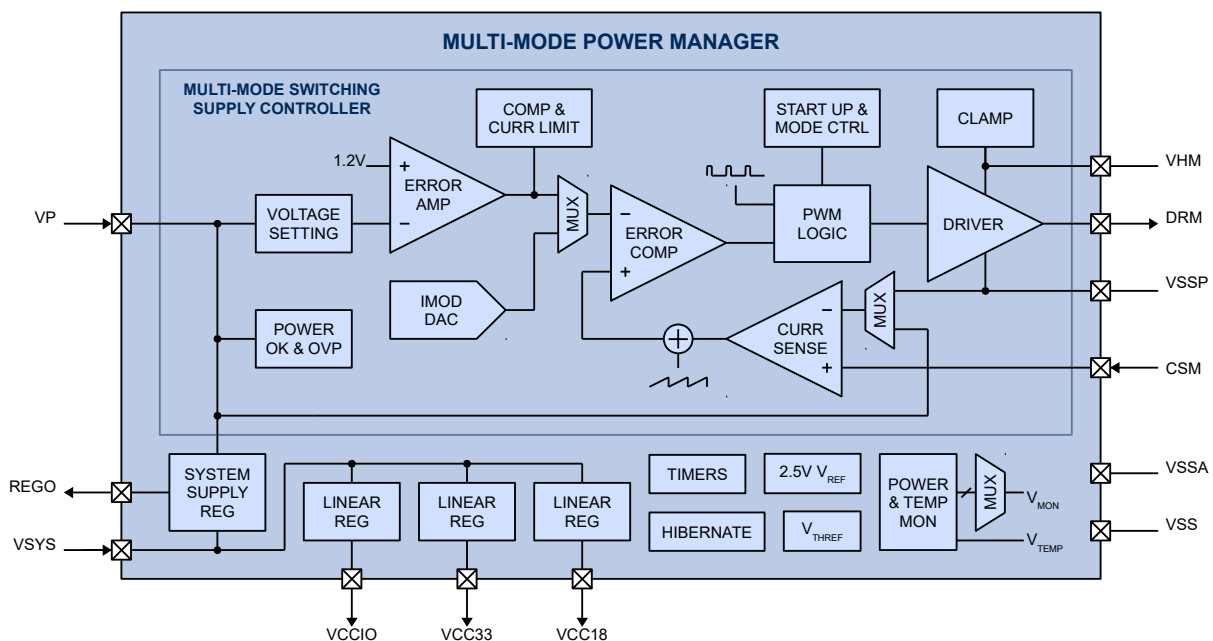 MULTI-MODE POWER MANAGER
MULTI-MODE SWITCHING
SUPPLY CONTROLLER
COMP &
CURR LIMIT
START UP &
MODE CTRL
CLAMP
1.2V
+
ERROR
AMP
−
VHM
VP
VOLTAGE
SETTING
MUX
−
ERROR
COMP
+
PWM
LOGIC
DRIVER
DRM
IMOD
DAC
MUX
VSSP
POWER
OK & OVP
−
CURR
SENSE
+
CSM
SYSTEM
SUPPLY
REG
REGO
VSYS
LINEAR
REG
LINEAR
REG
LINEAR
REG
TIMERS
2.5V VREF
HIBERNATE
VTHREF
POWER
& TEMP
MON
MUX
VMON
VTEMP
VSSA
VSS
VCCIO
VCC33
VCC18